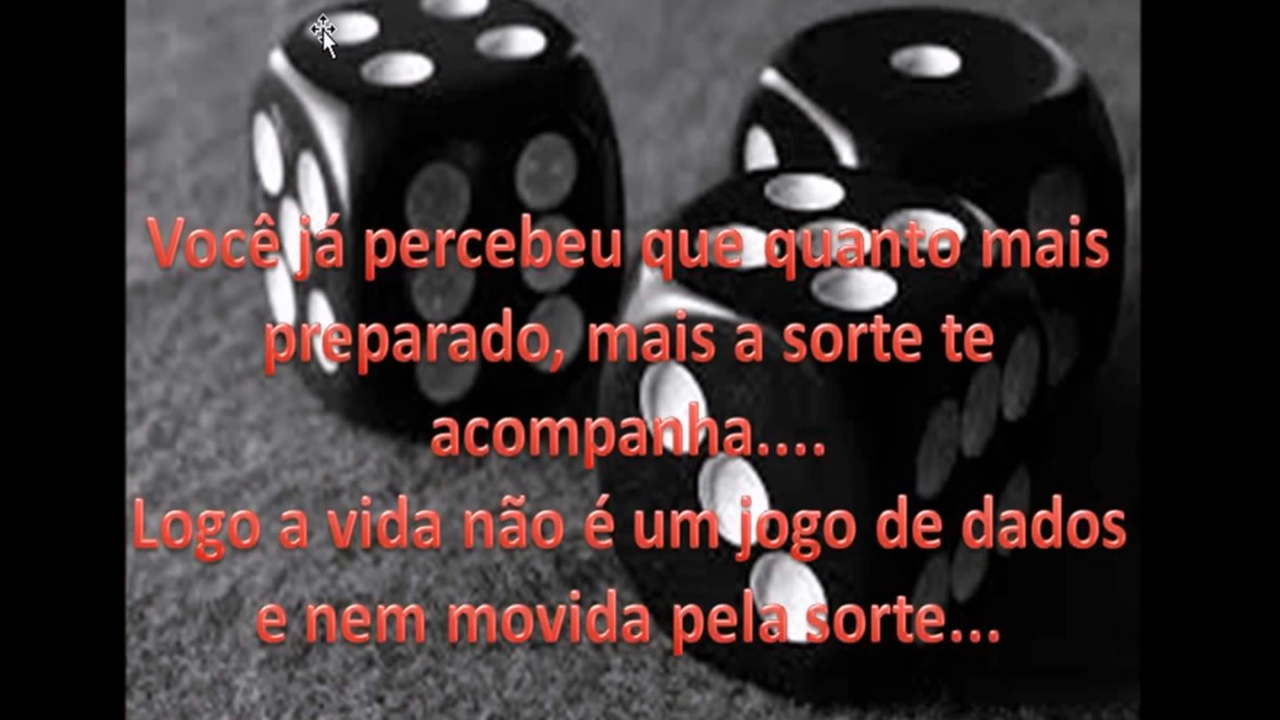 Você já percebeu que quanto mais
preparado, mais a sorte te
acompanha....
Logo a vida não é um jogo de dados
e nem movida pela sorte...